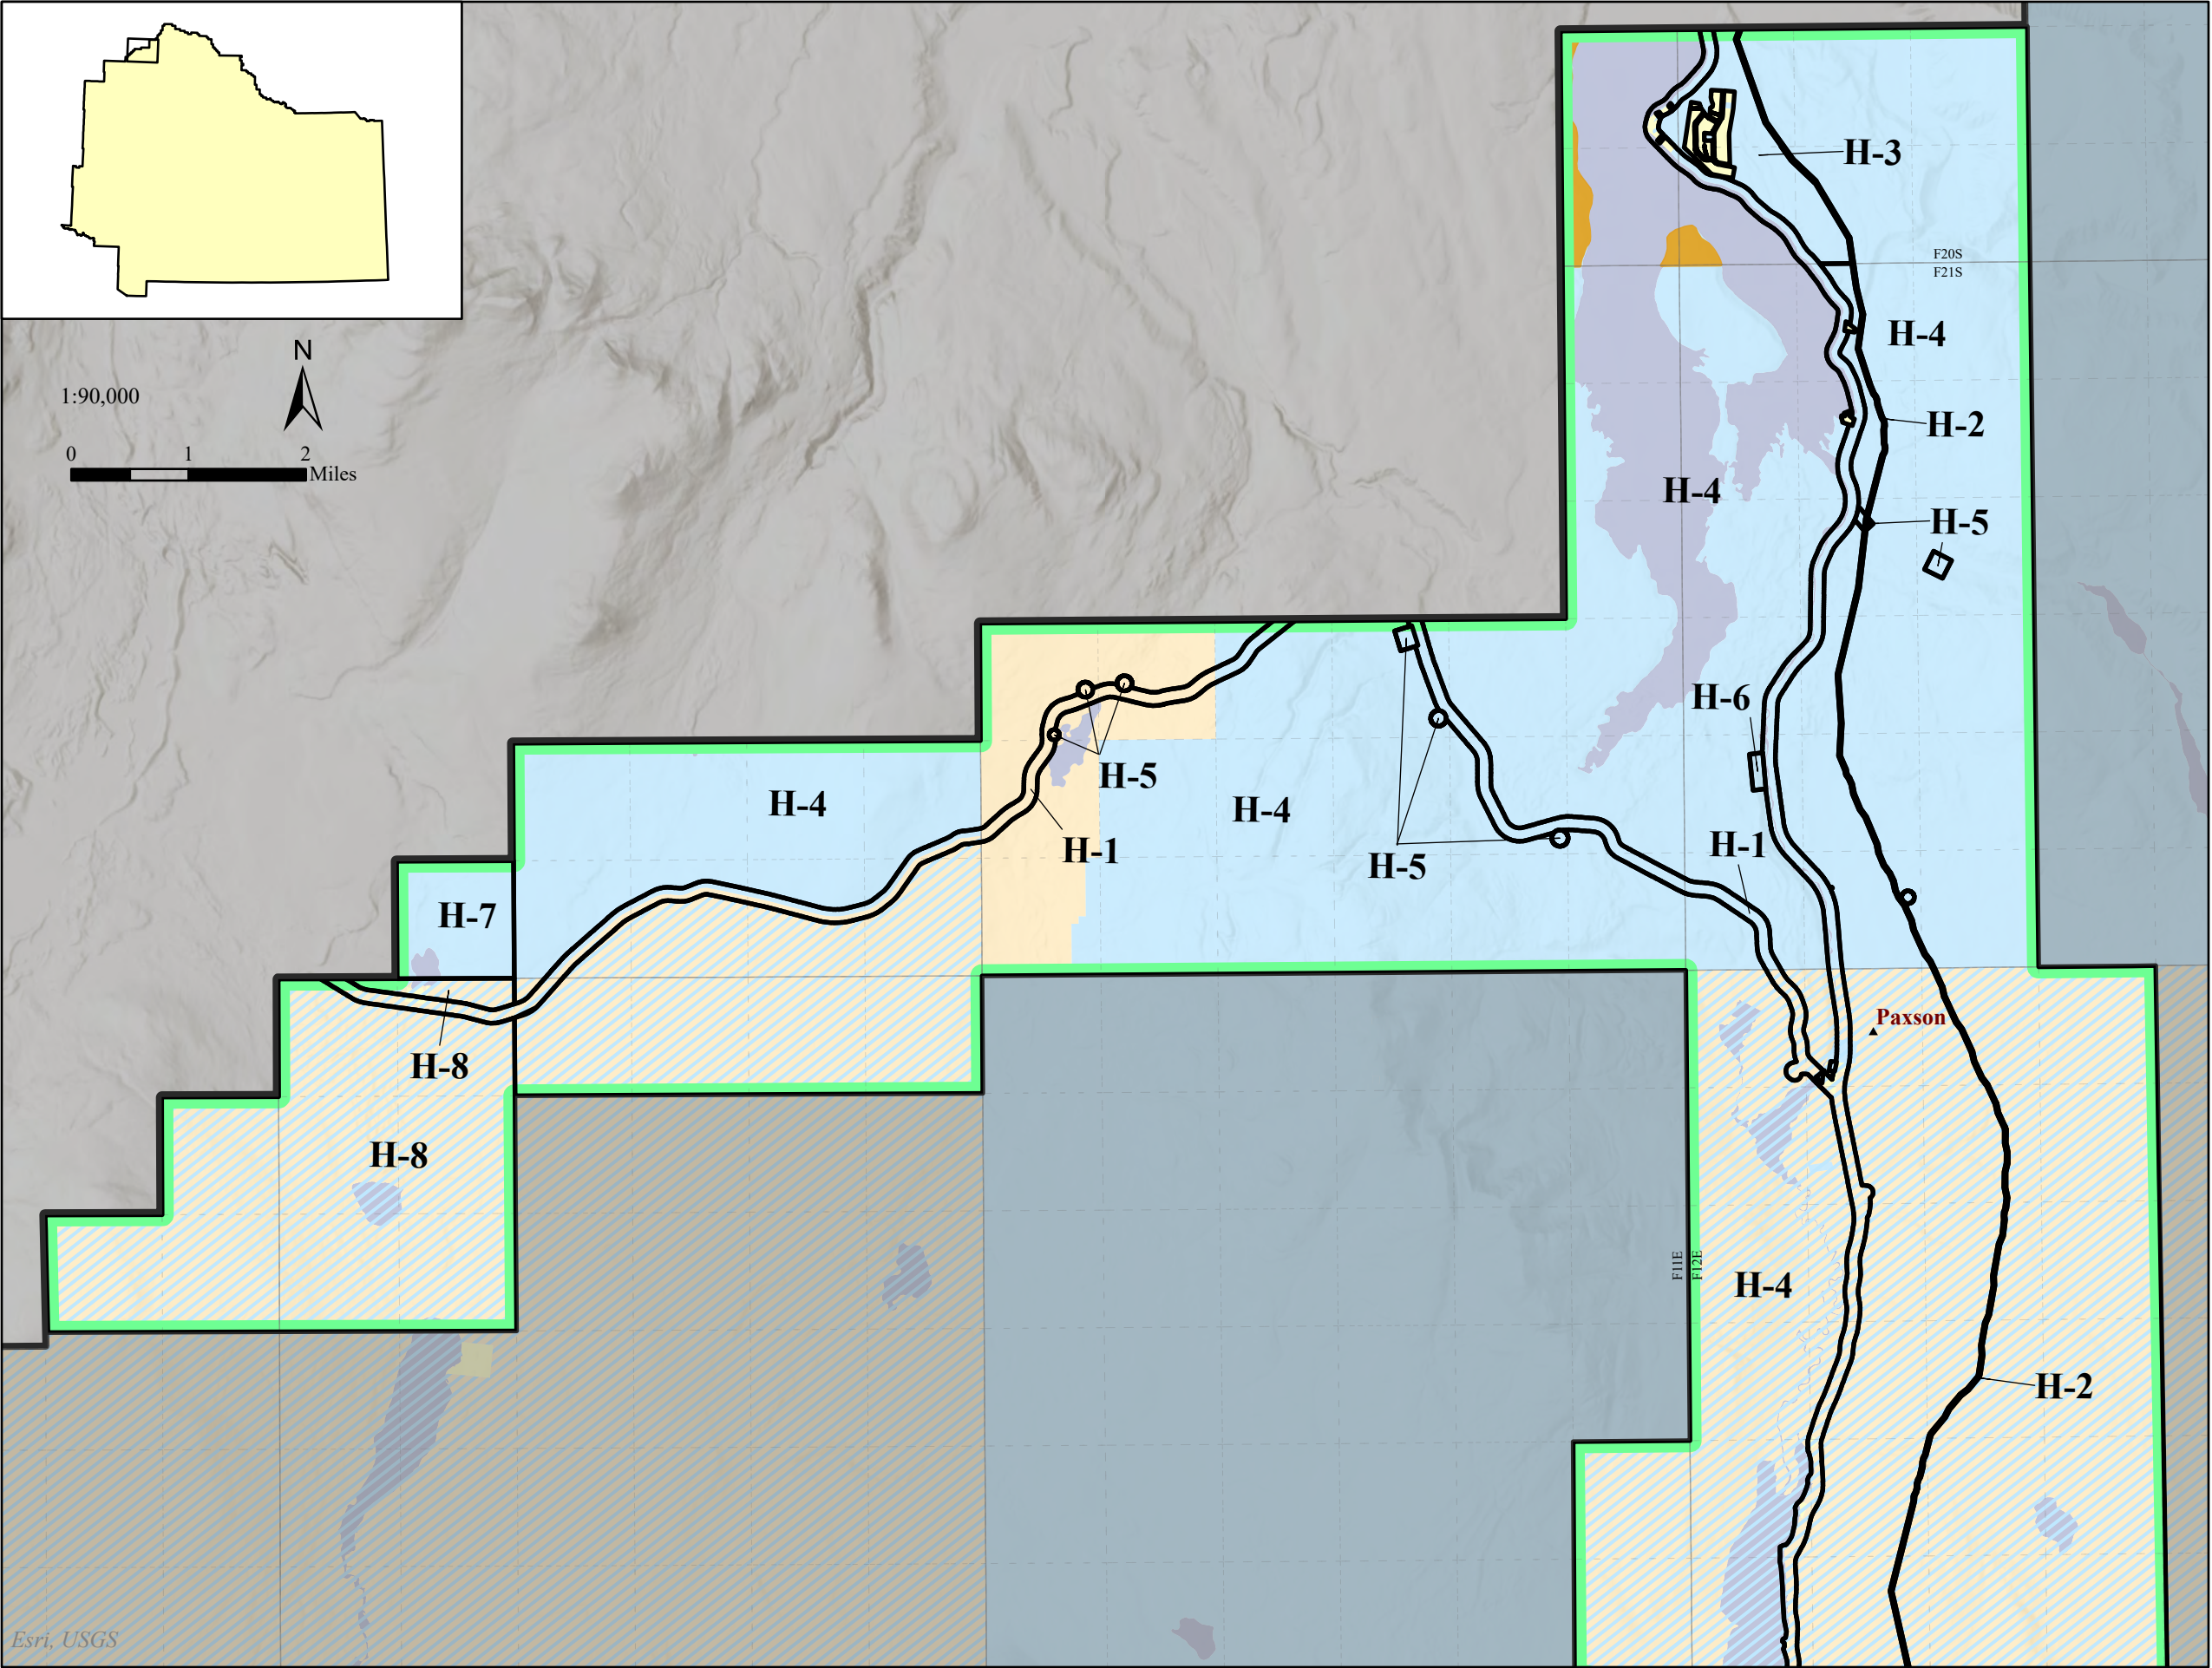 N
1:90,000
0 1 2
Miles
H-3
F20S
F21S
H-4
H-2
H-4
H-5
H-6
H-5
H-4
H-4
H-1
H-1
H-5
H-7
Paxson
H-8
H-8
F11E
F12E
H-4
H-2
Esri, USGS